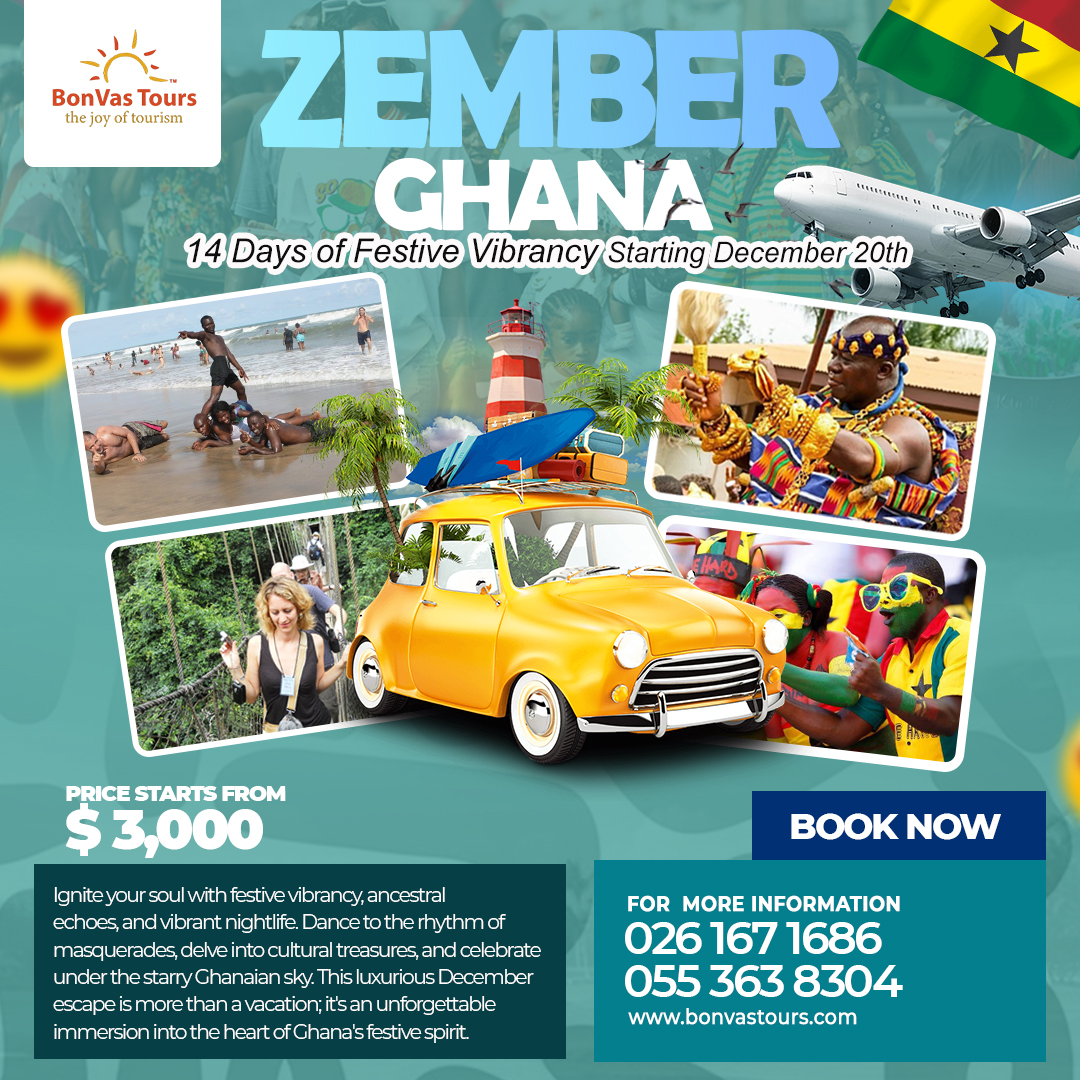 BonVas Tours
™
the joy of tourism
ZEMBER
GHANA
14 Days of Festive Vibrancy Starting December 20th
HARD
PRICE STARTS FROM
$ 3,000
Ignite your soul with festive vibrancy, ancestral
echoes, and vibrant nightlife. Dance to the rhythm of
masquerades, delve into cultural treasures, and celebrate
under the starry Ghanaian sky. This luxurious December
escape is more than a vacation; it's an unforgettable
immersion into the heart of Ghana's festive spirit.
BOOK NOW
FOR MORE INFORMATION
026 167 1686
055 363 8304
www.bonvastours.com